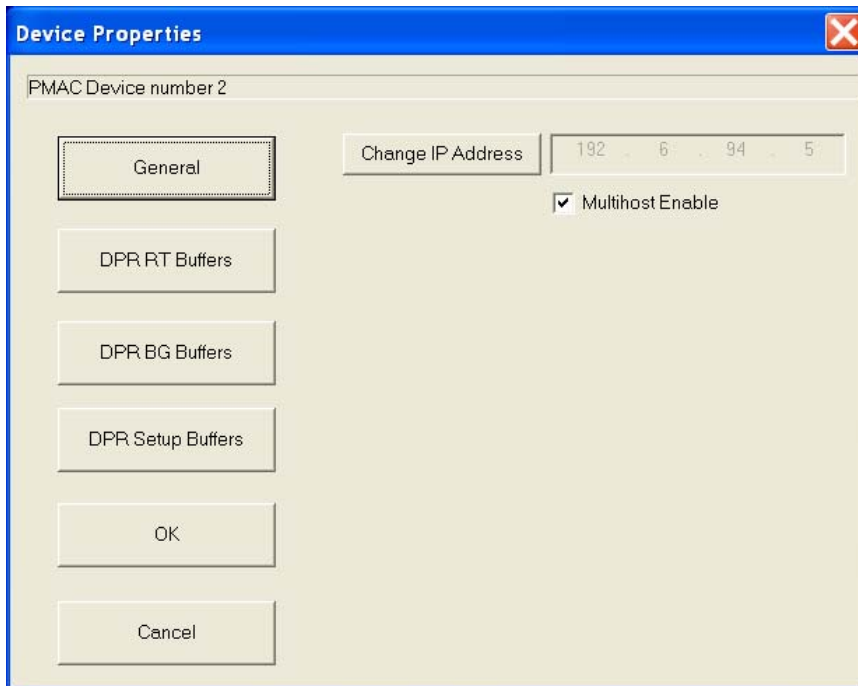 Device Properties
PMAC Device number 2
General
Change IP Address
192 . 6 . 94 . 5
Multihost Enable
DPR RT Buffers
DPR BG Buffers
DPR Setup Buffers
OK
Cancel